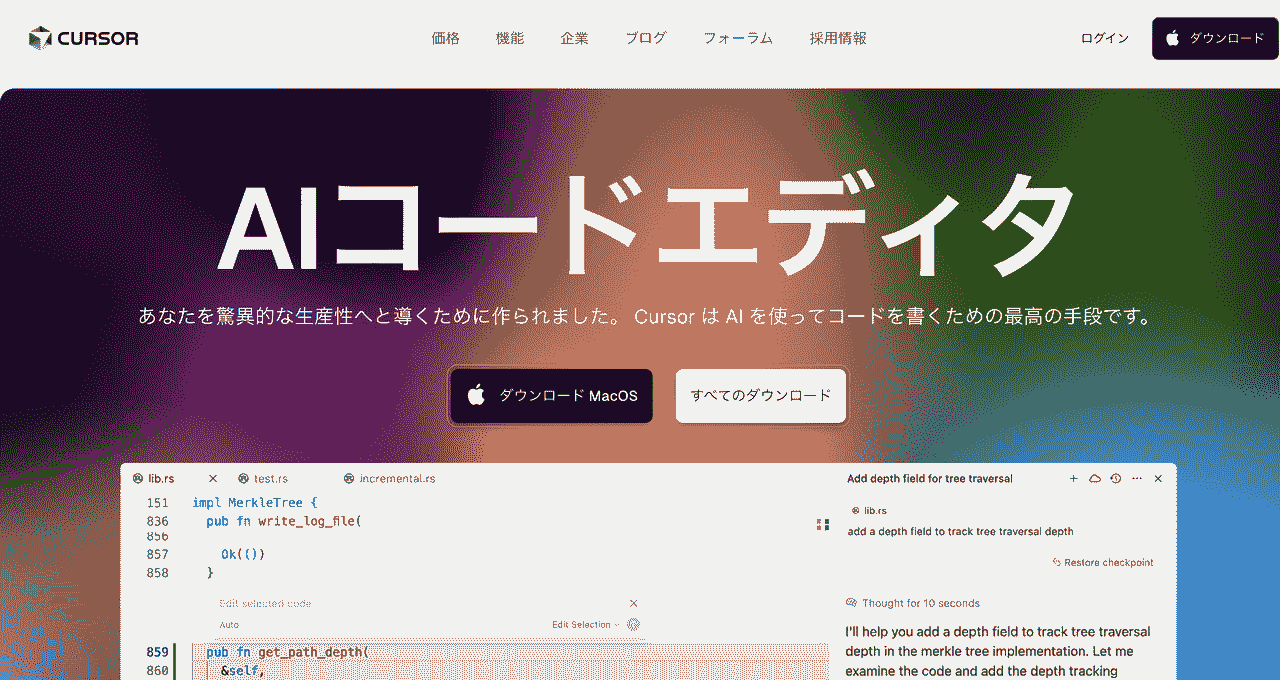 CURSOR
価格 機能 企業 ブログ フォーラム 採用情報 ログイン ダウンロード
AIコードエディタ
あなたを驚異的な生産性へと導くために作られました。 Cursor は AI を使ってコードを書くための最高の手段です。
ダウンロード MacOS すべてのダウンロード
lib.rs test.rs incremental.rs
151 impl MerkleTree {
836 pub fn write_log_file(
856
857 Ok(())
858 }
Edit selected code
Auto Edit Selection
859 pub fn get_path_depth(
860 &self,
Add depth field for tree traversal
lib.rs
add a depth field to track tree traversal depth
Restore checkpoint
Thought for 10 seconds
I'll help you add a depth field to track tree traversal
depth in the merkle tree implementation. Let me
examine the code and add the depth tracking